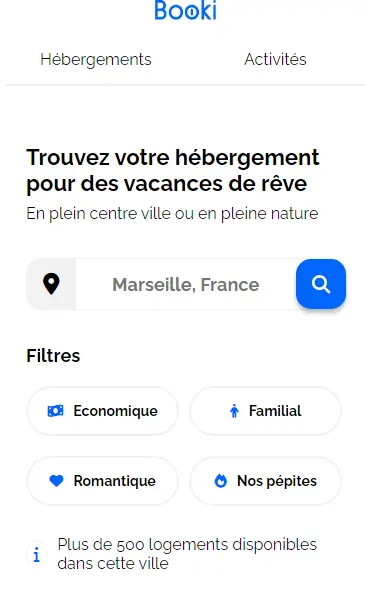 Booki
Hébergements Activités
Trouvez votre hébergement
pour des vacances de rêve
En plein centre ville ou en pleine nature
Marseille, France
Filtres
Economique Familial
Romantique Nos pépites
Plus de 500 logements disponibles
dans cette ville